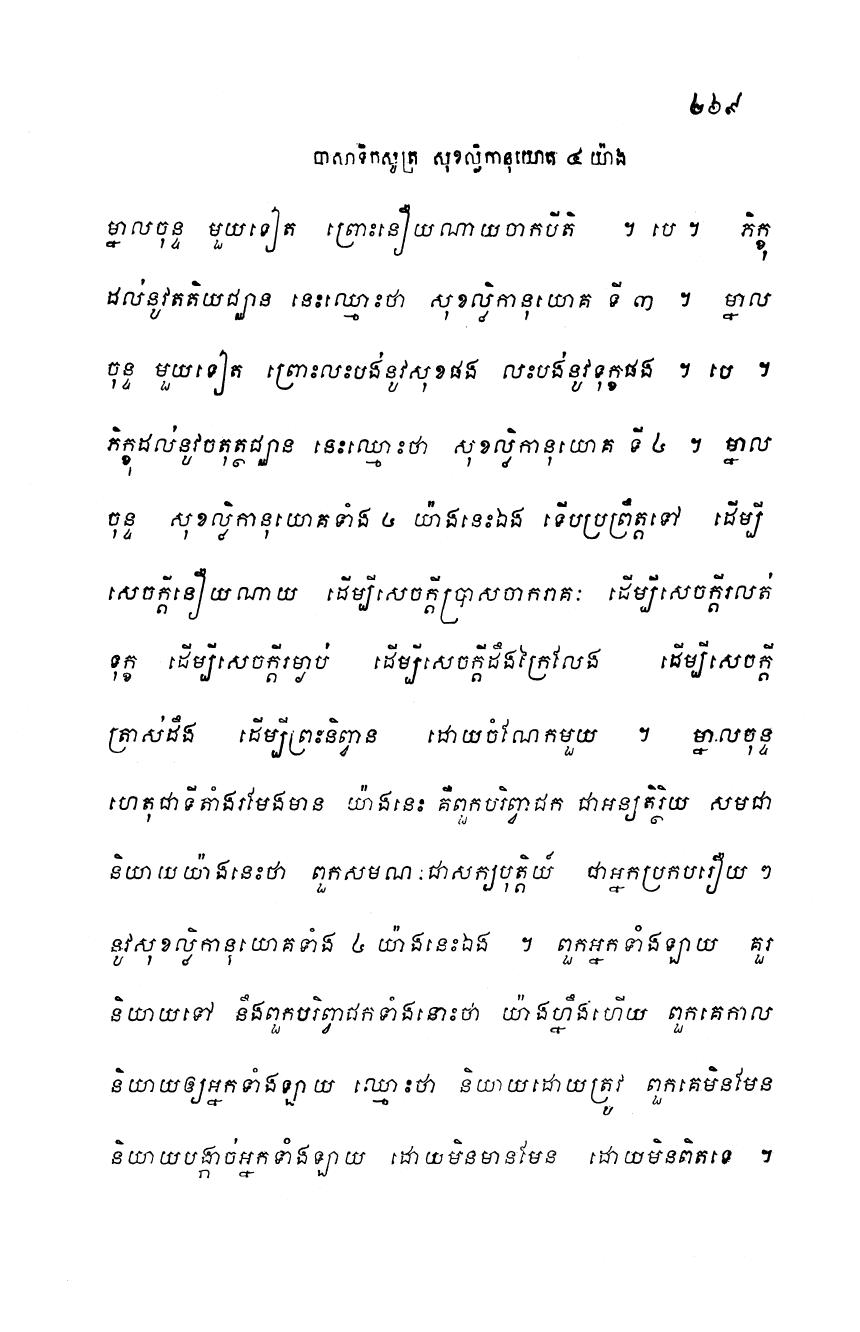 ២៦៩
បាសាទិកសូត្រ សុខល្លិកានុយោគ ៤ យ៉ាង
ម្នាលចុន្ទ មួយទៀត ព្រោះនឿយណាយចាកបីតិ ។ បេ ។ ភិក្ខុ
ដល់នូវតតិយជ្ឈាន នេះឈ្មោះថា សុខល្លិកានុយោគ ទី ៣ ។ ម្នាល
ចុន្ទ មួយទៀត ព្រោះលះបង់នូវសុខផង លះបង់នូវទុក្ខផង ។ បេ ។
ភិក្ខុដល់នូវចតុត្ថជ្ឈាន នេះឈ្មោះថា សុខល្លិកានុយោគ ទី ៤ ។ ម្នាល
ចុន្ទ សុខល្លិកានុយោគទាំង ៤ យ៉ាងនេះឯង ទើបប្រព្រឹត្តទៅ ដើម្បី
សេចក្តីនឿយណាយ ដើម្បីសេចក្តីប្រាសចាករាគៈ ដើម្បីសេចក្តីរលត់
ទុក្ខ ដើម្បីសេចក្តីរម្ងាប់ ដើម្បីសេចក្តីដឹងក្រៃលែង ដើម្បីសេចក្តី
ត្រាស់ដឹង ដើម្បីព្រះនិព្វាន ដោយចំណែកមួយ ។ ម្នាលចុន្ទ
ហេតុជាទីតាំងរមែងមាន យ៉ាងនេះ គឺពួកបរិព្វាជក ជាអន្យតិរ្ថិយ សមជា
និយាយយ៉ាងនេះថា ពួកសមណៈជាសក្យបុត្តិយ៍ ជាអ្នកប្រកបរឿយ ៗ
នូវសុខល្លិកានុយោគទាំង ៤ យ៉ាងនេះឯង ។ ពួកអ្នកទាំងឡាយ គួរ
និយាយទៅ នឹងពួកបរិព្វាជកទាំងនោះថា យ៉ាងហ្នឹងហើយ ពួកគេកាល
និយាយឲ្យអ្នកទាំងឡាយ ឈ្មោះថា និយាយដោយត្រូវ ពួកគេមិនមែន
និយាយបង្កាច់អ្នកទាំងឡាយ ដោយមិនមានមែន ដោយមិនពិតទេ ។